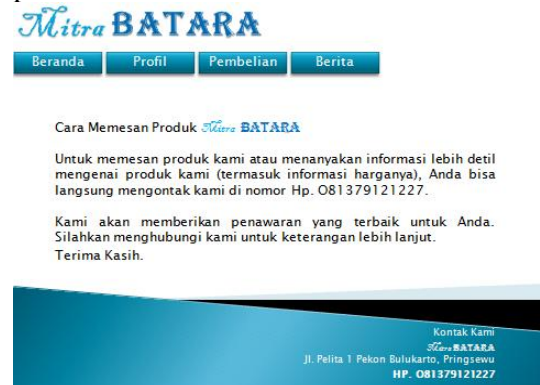 Mitra BATARA
Beranda Profil Pembelian Berita
Cara Memesan Produk Mitra BATARA
Untuk memesan produk kami atau menanyakan informasi lebih detil
mengenai produk kami (termasuk informasi harganya), Anda bisa
langsung mengontak kami di nomor Hp. 081379121227.
Kami akan memberikan penawaran yang terbaik untuk Anda.
Silahkan menghubungi kami untuk keterangan lebih lanjut.
Terima Kasih.
Kontak Kami
Mitra BATARA
Jl. Pelita 1 Pekon Bulukarto, Pringsewu
HP. 081379121227